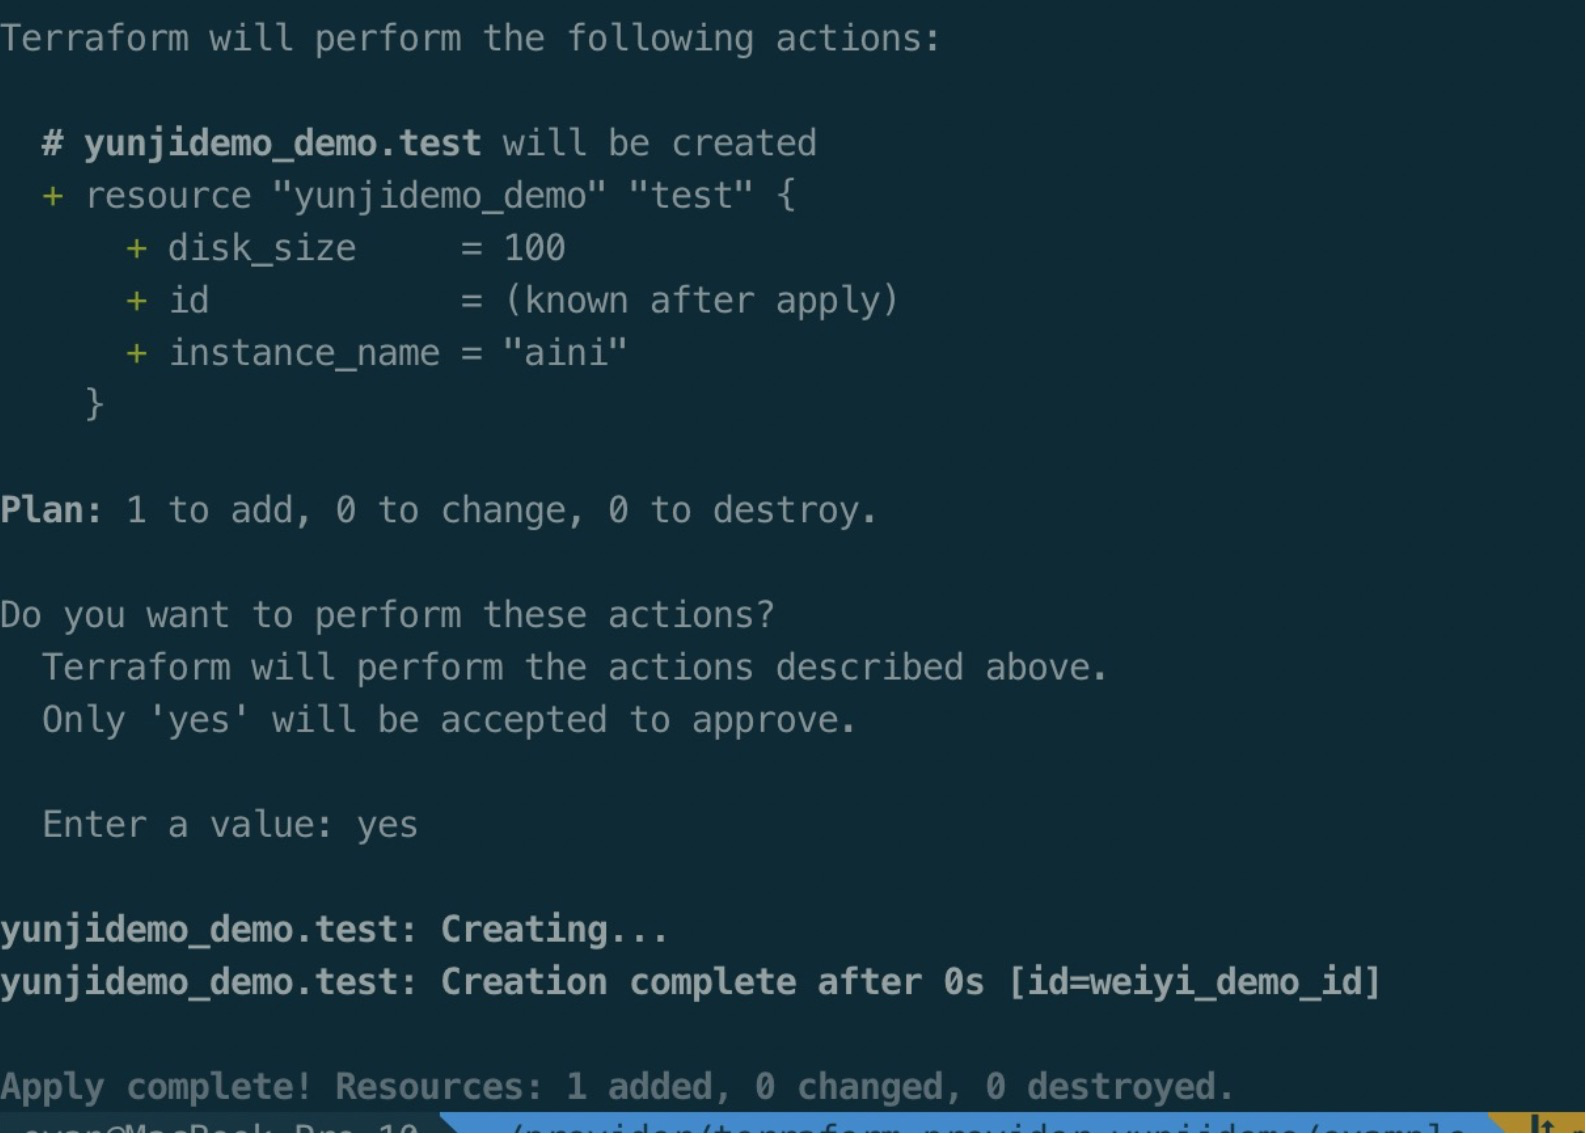 Terraform will perform the following actions:
# yunjidemo_demo.test will be created
+ resource "yunjidemo_demo" "test" {
+ disk_size     = 100
+ id            = (known after apply)
+ instance_name = "aini"
}
Plan: 1 to add, 0 to change, 0 to destroy.
Do you want to perform these actions?
Terraform will perform the actions described above.
Only 'yes' will be accepted to approve.
Enter a value: yes
yunjidemo_demo.test: Creating...
yunjidemo_demo.test: Creation complete after 0s [id=weiyi_demo_id]
Apply complete! Resources: 1 added, 0 changed, 0 destroyed.